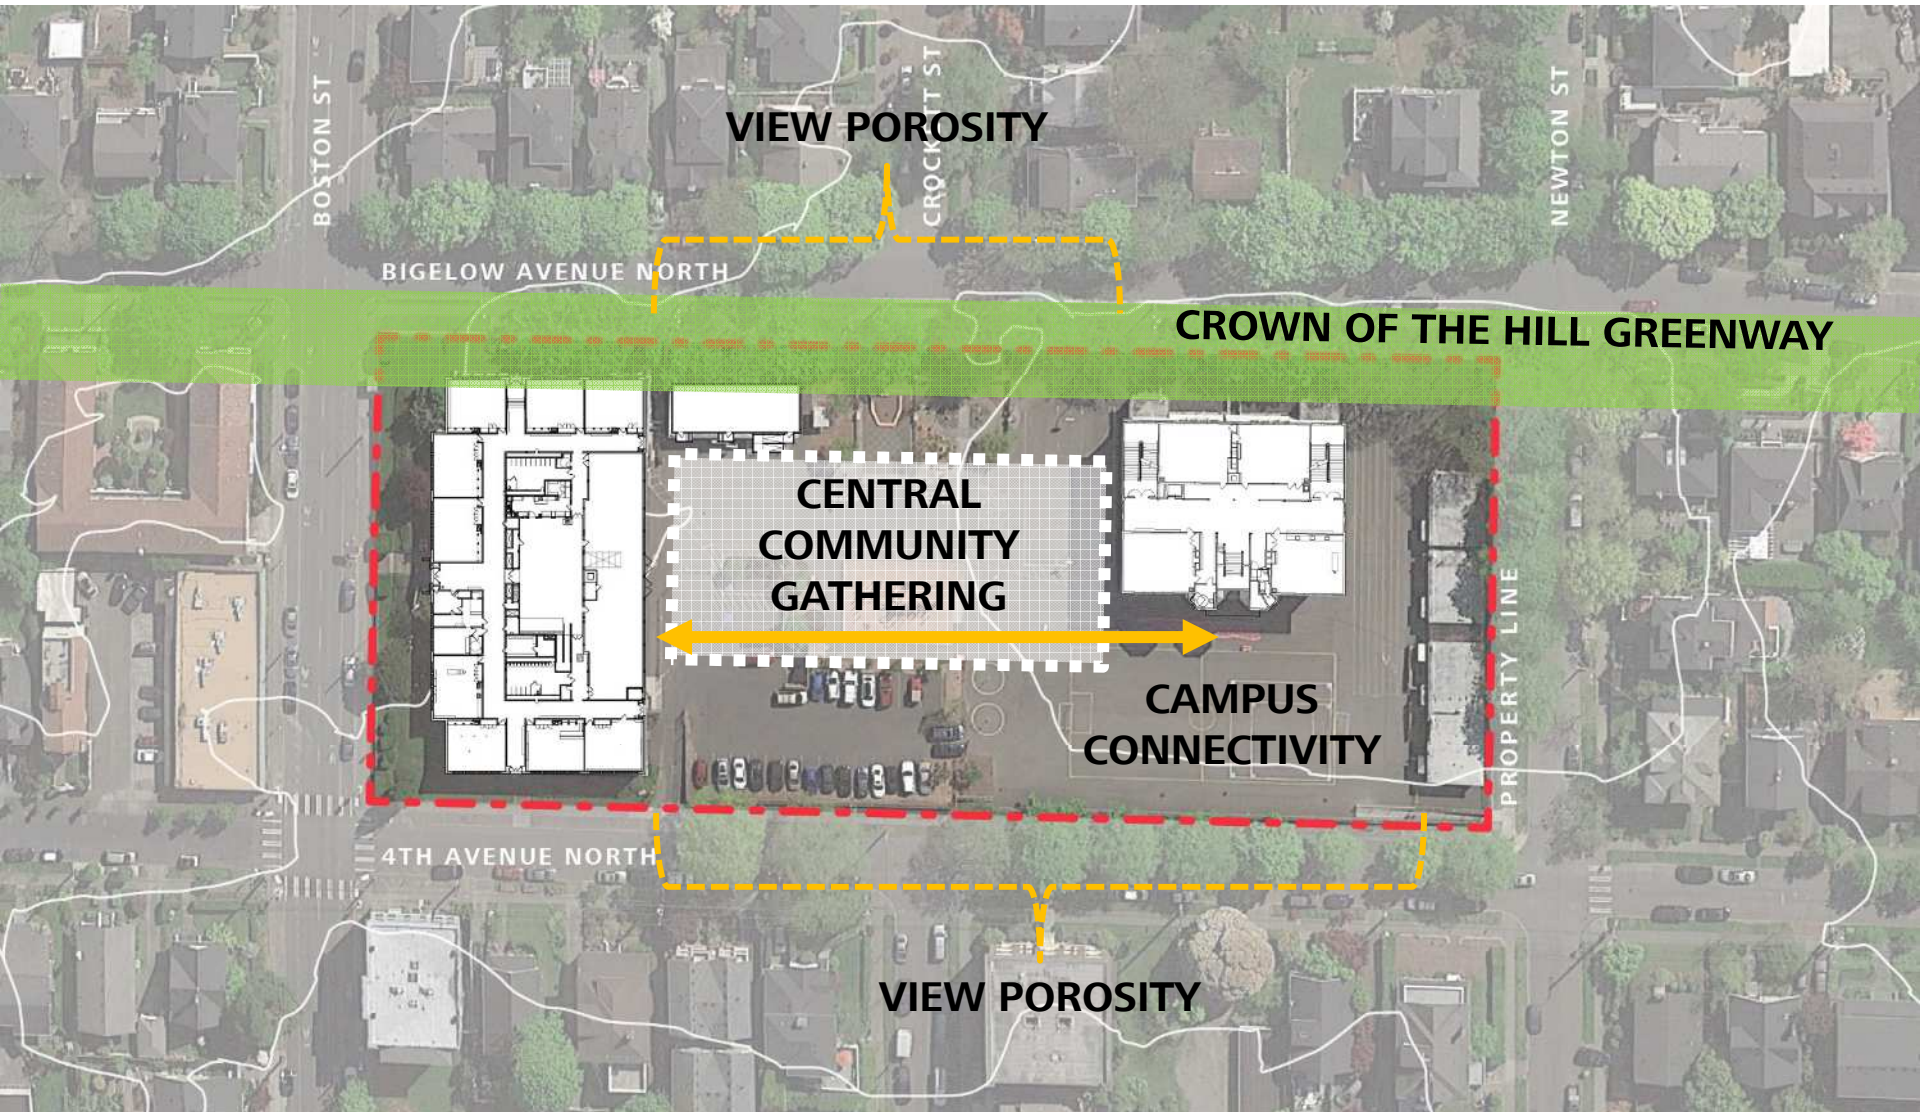 BOSTON ST
CROCKETT ST
NEWTON ST
VIEW POROSITY
BIGELOW AVENUE NORTH
CROWN OF THE HILL GREENWAY
CENTRAL
COMMUNITY
GATHERING
CAMPUS
CONNECTIVITY
PROPERTY LINE
4TH AVENUE NORTH
VIEW POROSITY